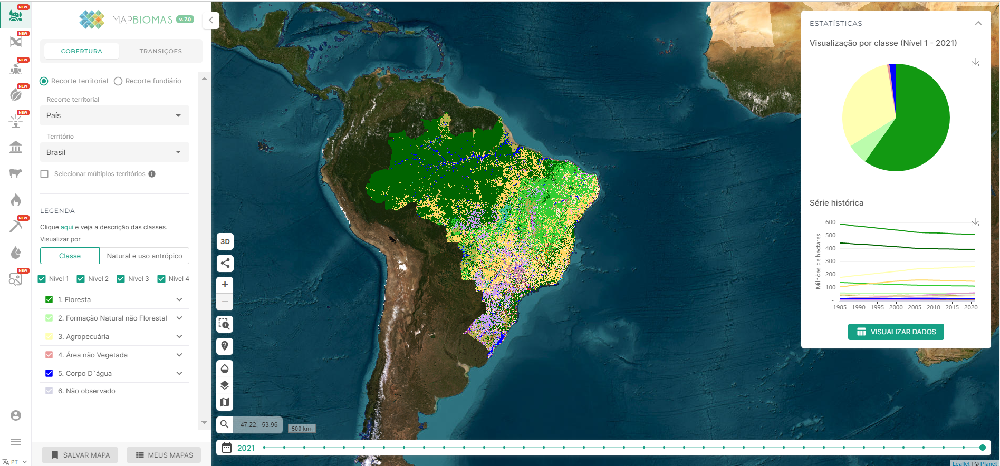 NEW
NEW
NEW
NEW
NEW
NEW
NEW
MAPBIOMAS v. 7.0
COBERTURA TRANSIÇÕES
Recorte territorial Recorte fundiário
Recorte territorial
País
Território
Brasil
Selecionar múltiplos territórios
LEGENDA
Clique aqui e veja a descrição das classes.
Visualizar por
Classe Natural e uso antrópico
Nível 1 Nível 2 Nível 3 Nível 4
1. Floresta
2. Formação Natural não Florestal
3. Agropecuária
4. Área não Vegetada
5. Corpo D`água
6. Não observado
SALVAR MAPA MEUS MAPAS
PT
3D
+
−
-47.22, -53.96
500 km
2021
ESTATÍSTICAS
Visualização por classe (Nível 1 - 2021)
Série histórica
Milhões de hectares
600
500
400
300
200
100
-
1985 1990 1995 2000 2005 2010 2015 2020
VISUALIZAR DADOS
Leaflet | © Planet